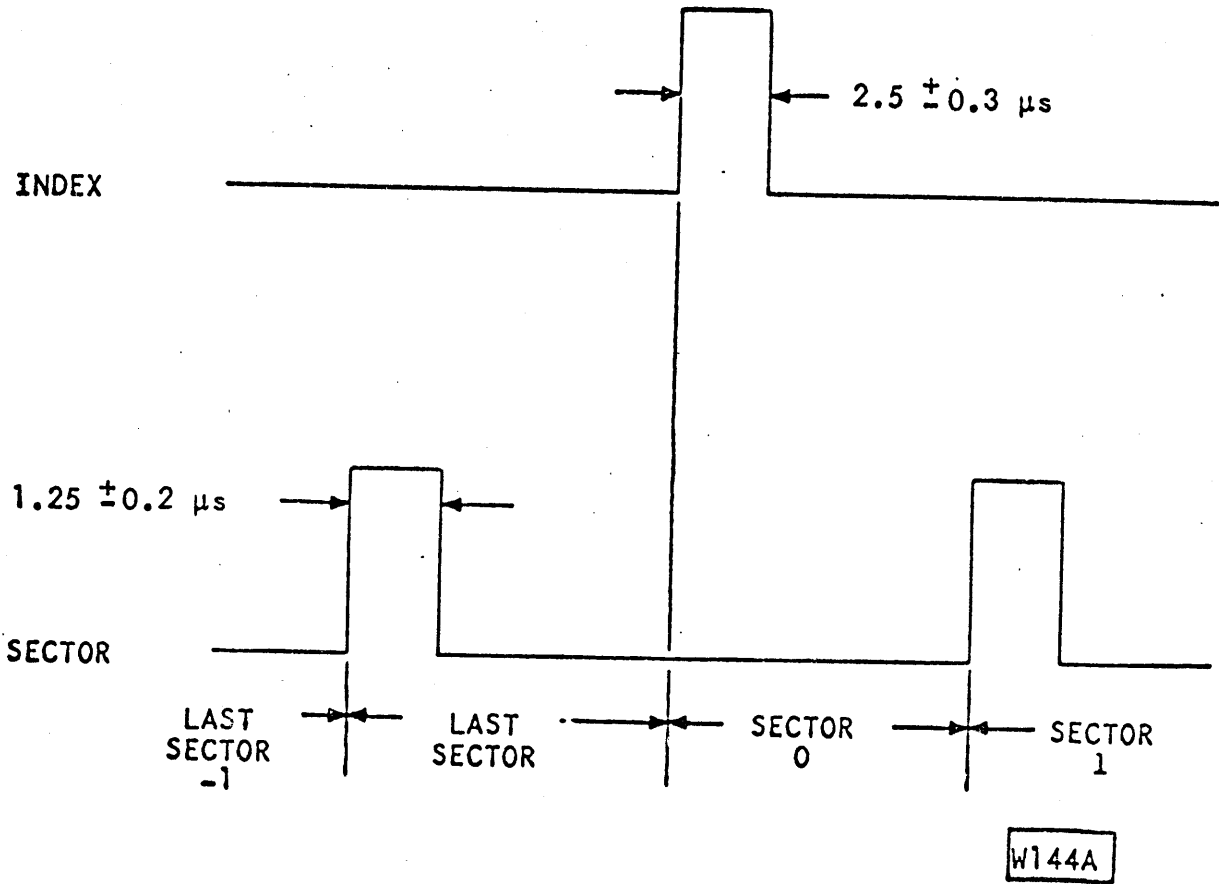 2.5 ±0.3 µs
INDEX
1.25 ±0.2 µs
SECTOR
LAST
SECTOR
-1
LAST
SECTOR
SECTOR
0
SECTOR
1
W144A